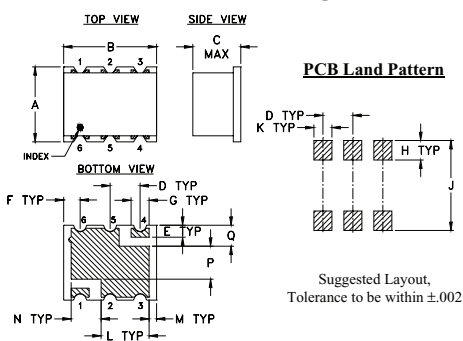 TOP VIEW
SIDE VIEW
B
C
MAX
1 2 3
A
6 5 4
INDEX
PCB Land Pattern
D TYP
K TYP
H TYP
J
BOTTOM VIEW
D TYP
F TYP
G TYP
6 5 4
E TYP
Q
P
1 2 3
N TYP
M TYP
L TYP
Suggested Layout,
Tolerance to be within ±.002